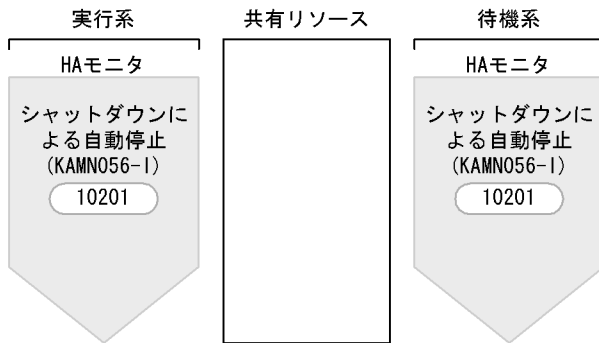 実行系
共有リソース
待機系
HAモニタ
HAモニタ
シャットダウンに
よる自動停止
(KAMN056-I)
10201
シャットダウンに
よる自動停止
(KAMN056-I)
10201